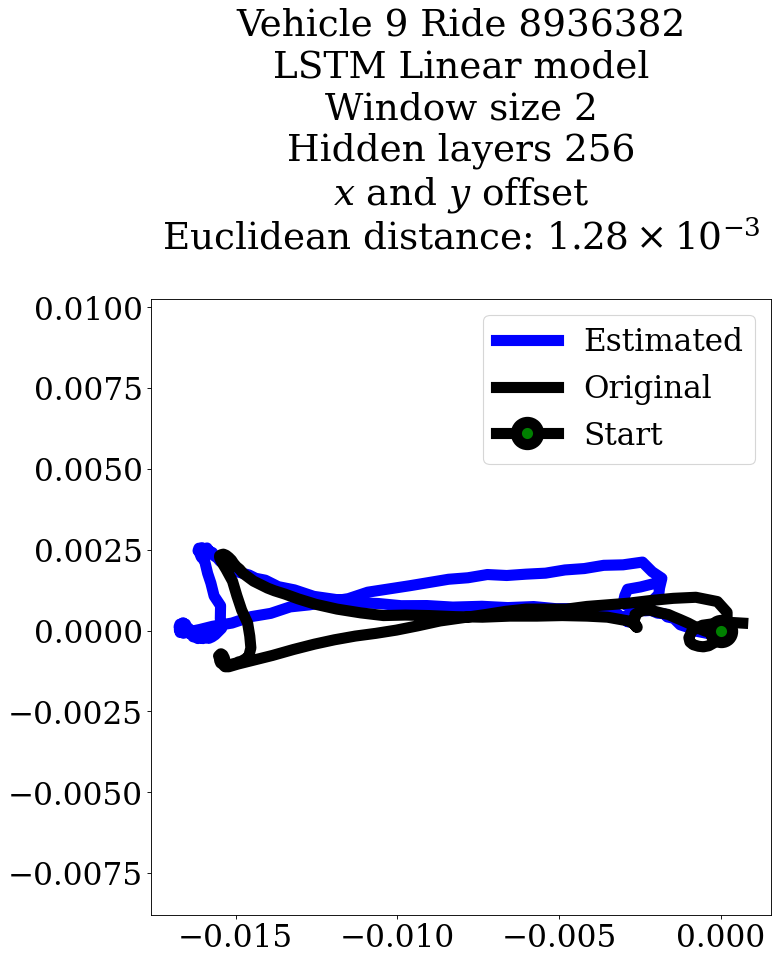 Vehicle 9 Ride 8936382
LSTM Linear model
Window size 2
Hidden layers 256
x and y offset
Euclidean distance: 1.28 × 10⁻³
0.0100
0.0075
0.0050
0.0025
0.0000
−0.0025
−0.0050
−0.0075
Estimated
Original
Start
−0.015 −0.010 −0.005 0.000